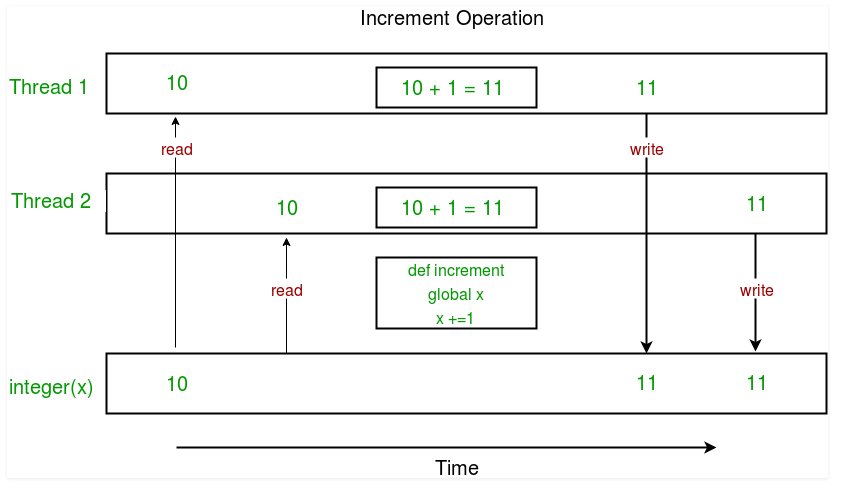 Increment Operation
Thread 1
10
10 + 1 = 11
11
read
write
Thread 2
10
10 + 1 = 11
11
def increment
global x
x +=1
read
write
integer(x)
10
11
11
Time